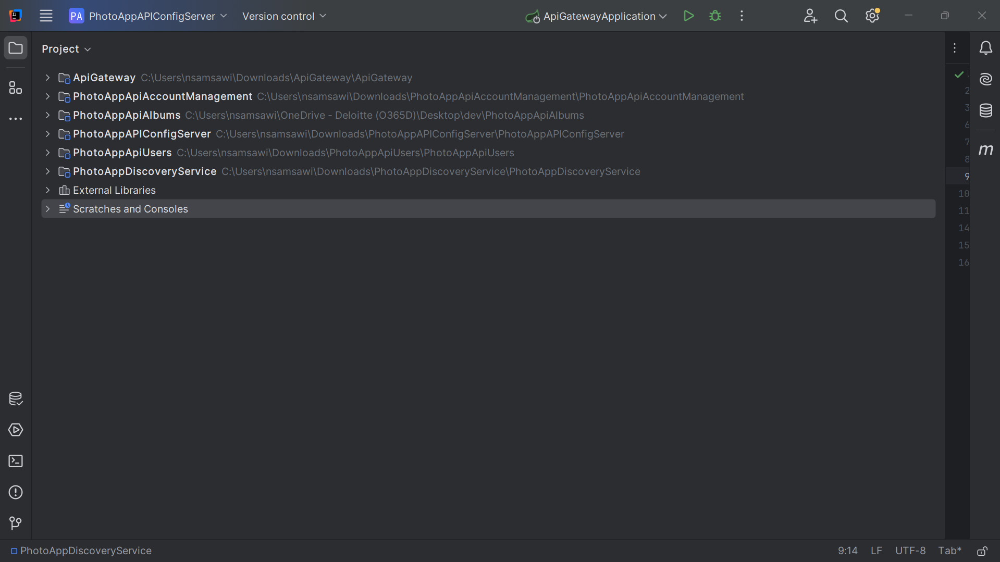 PA PhotoAppAPIConfigServer Version control ApiGatewayApplication
Project
ApiGateway C:\Users\nsamsawi\Downloads\ApiGateway\ApiGateway
PhotoAppApiAccountManagement C:\Users\nsamsawi\Downloads\PhotoAppApiAccountManagement\PhotoAppApiAccountManagement
PhotoAppApiAlbums C:\Users\nsamsawi\OneDrive - Deloitte (O365D)\Desktop\dev\PhotoAppApiAlbums
PhotoAppAPIConfigServer C:\Users\nsamsawi\Downloads\PhotoAppAPIConfigServer\PhotoAppAPIConfigServer
PhotoAppApiUsers C:\Users\nsamsawi\Downloads\PhotoAppApiUsers\PhotoAppApiUsers
PhotoAppDiscoveryService C:\Users\nsamsawi\Downloads\PhotoAppDiscoveryService\PhotoAppDiscoveryService
External Libraries
Scratches and Consoles
2
3
6
7
8
9
10
11
14
15
16
m
PhotoAppDiscoveryService 9:14 LF UTF-8 Tab*